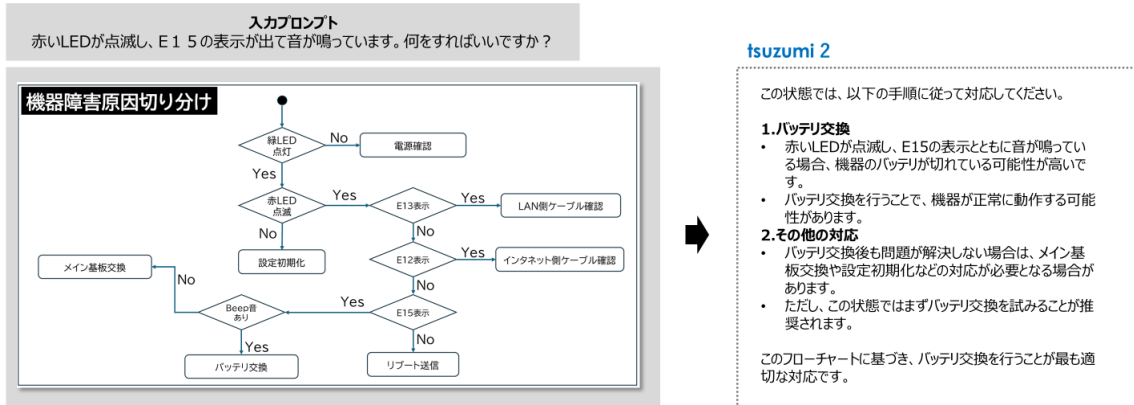 入力プロンプト
赤いLEDが点滅し、E１５の表示が出て音が鳴っています。何をすればいいですか？
機器障害原因切り分け
緑LED
点灯
No
電源確認
Yes
赤LED
点滅
Yes
E13表示
Yes
LAN側ケーブル確認
No
設定初期化
No
E12表示
Yes
インタネット側ケーブル確認
メイン基板交換
No
No
Beep音
あり
Yes
E15表示
Yes
バッテリ交換
No
リブート送信
tsuzumi 2
この状態では、以下の手順に従って対応してください。
1.バッテリ交換
• 赤いLEDが点滅し、E15の表示とともに音が鳴ってい
る場合、機器のバッテリが切れている可能性が高いで
す。
• バッテリ交換を行うことで、機器が正常に動作する可能
性があります。
2.その他の対応
• バッテリ交換後も問題が解決しない場合は、メイン基
板交換や設定初期化などの対応が必要となる場合が
あります。
• ただし、この状態ではまずバッテリ交換を試みることが推
奨されます。
このフローチャートに基づき、バッテリ交換を行うことが最も適
切な対応です。